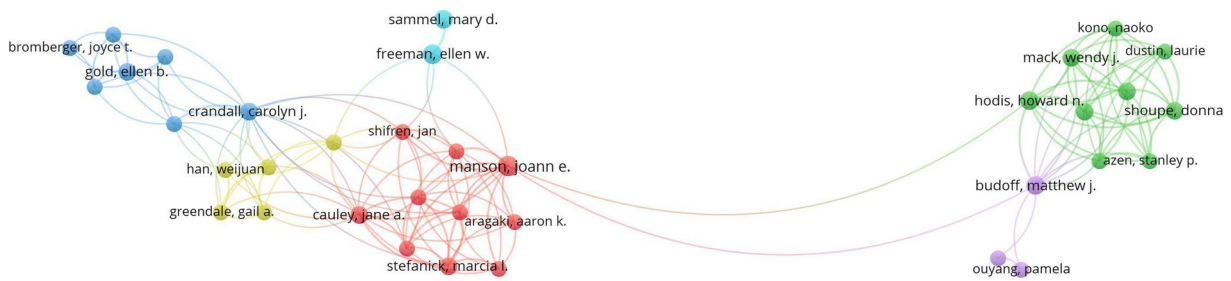 sammel, mary d.
kono, naoko
bromberger, joyce t.
freeman, ellen w.
dustin, laurie
mack, wendy j.
gold, ellen b.
hodis, howard n.
crandall, carolyn j.
shoupe, donna
shifren, jan
manson, joann e.
azen, stanley p.
han, weijuan
budoff, matthew j.
greendale, gail a.
cauley, jane a.
aragaki, aaron k.
stefanick, marcia l.
ouyang, pamela